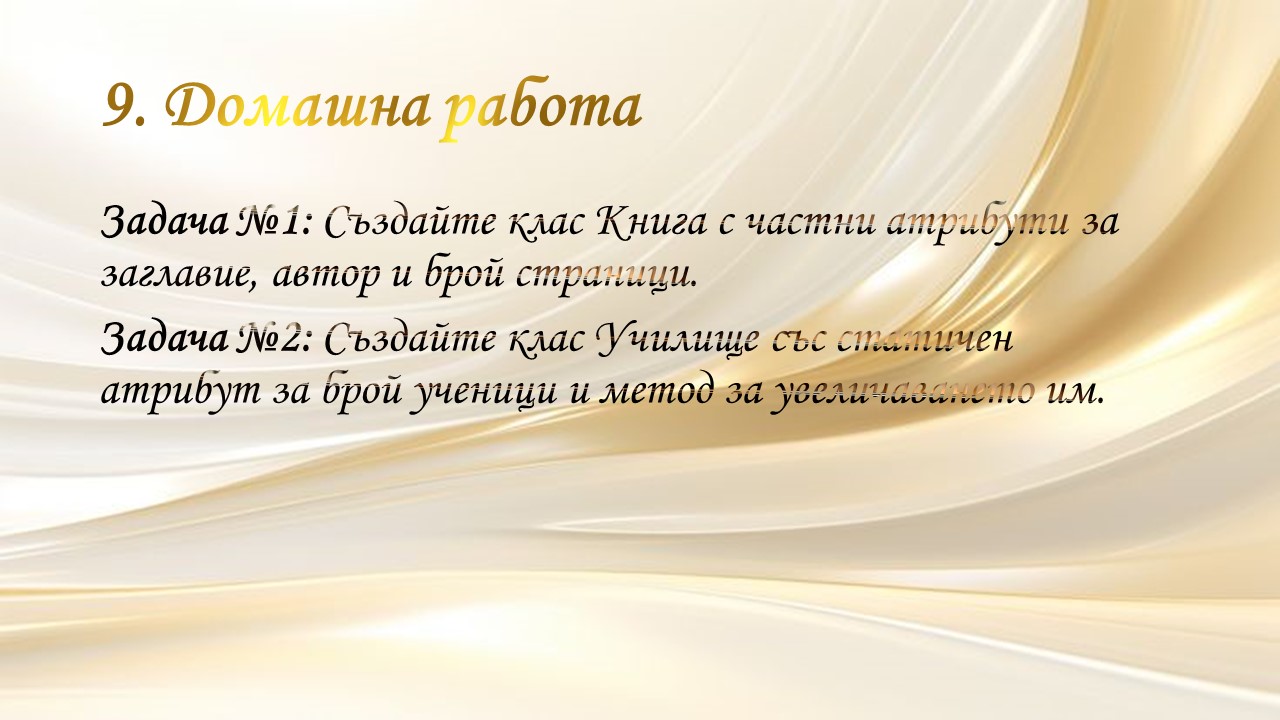 9. Домашна работа
Задача №1: Създайте клас Книга с частни атрибути за
заглавие, автор и брой страници.
Задача №2: Създайте клас Училище със статичен
атрибут за брой ученици и метод за увеличаването им.